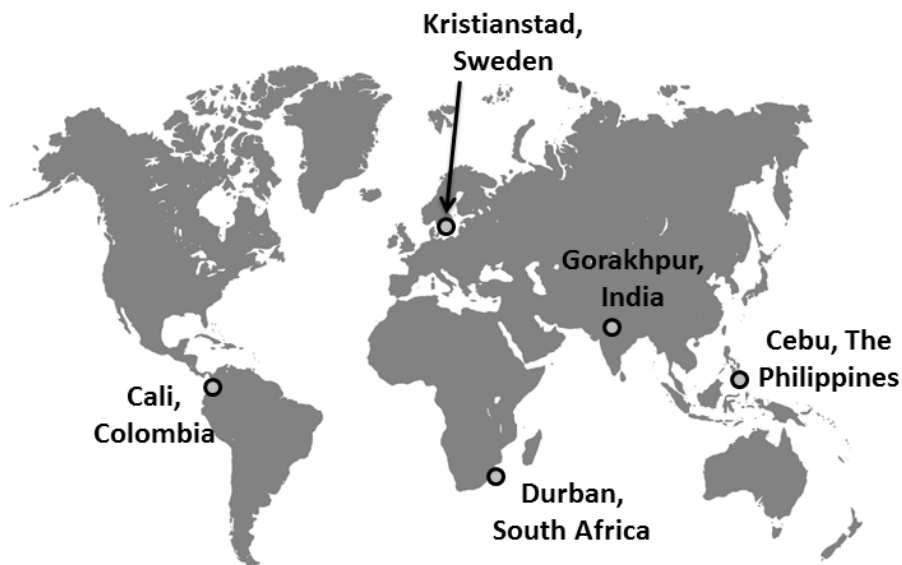 Kristianstad,
Sweden
Gorakhpur,
India
Cebu, The
Philippines
Cali,
Colombia
Durban,
South Africa